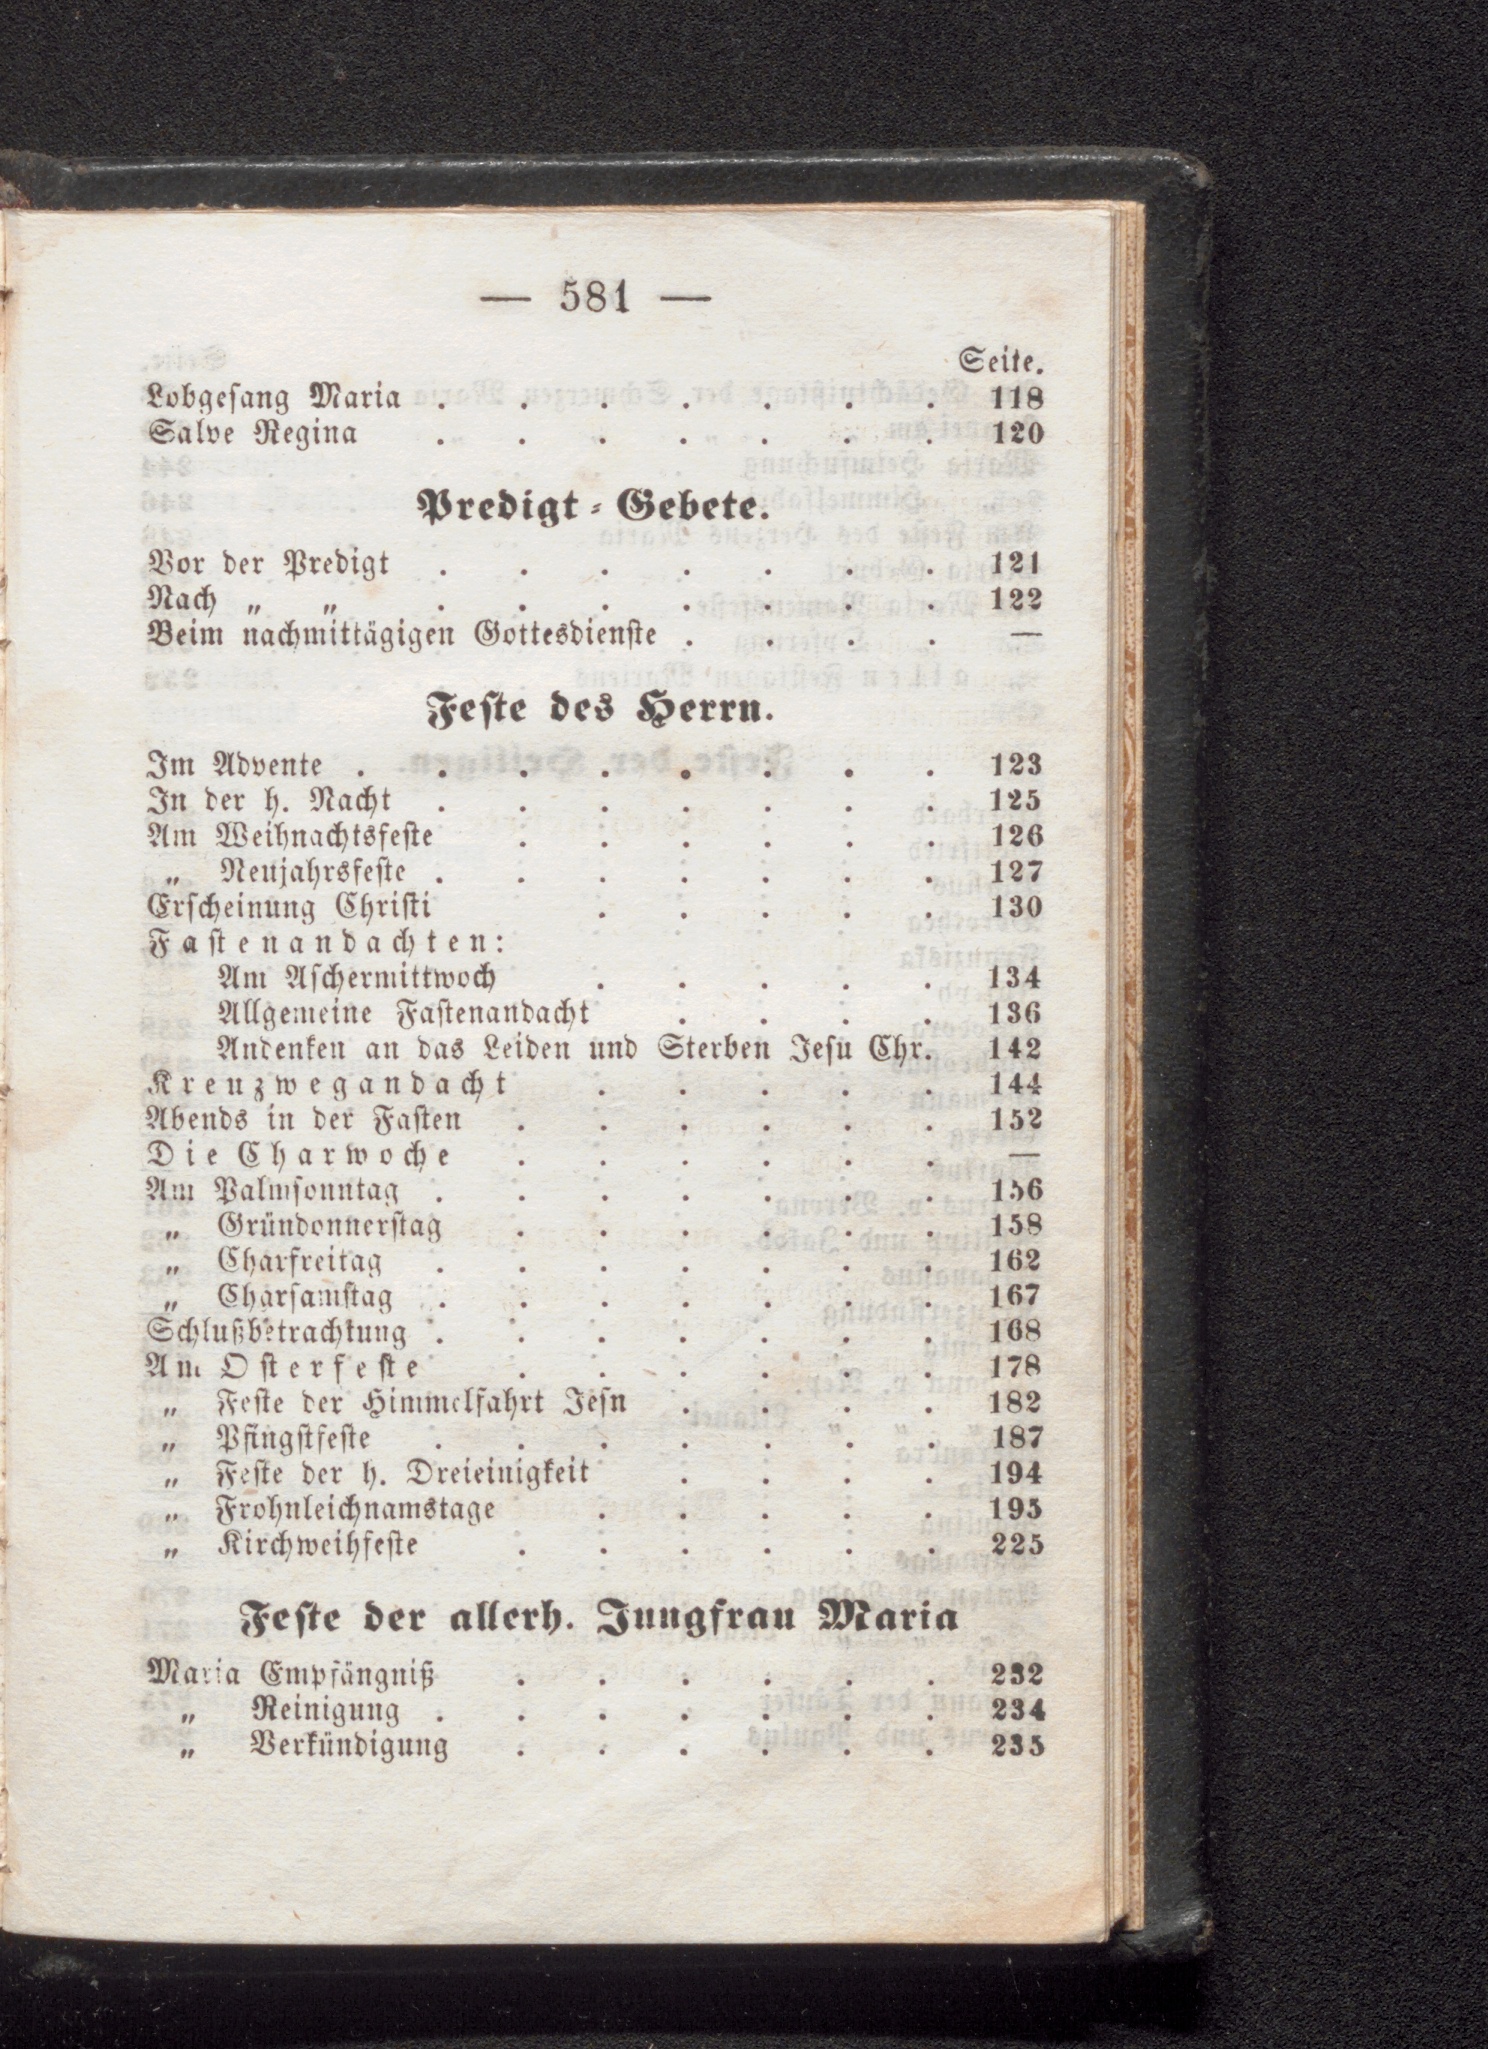 — 581 —
Seite.
Lobgesang Maria . . . . . . . 118
Salve Regina . . . . . . . 120
Predigt-Gebete.
Vor der Predigt . . . . . . . 121
Nach „ „ . . . . . . . 122
Beim nachmittägigen Gottesdienste . . . . —
Feste des Herrn.
Im Advente . . . . . . . . 123
In der h. Nacht . . . . . . . 125
Am Weihnachtsfeste . . . . . . 126
„ Neujahrsfeste . . . . . . . 127
Erscheinung Christi . . . . . 130
Fastenandachten:
Am Aschermittwoch . . . . . 134
Allgemeine Fastenandacht . . . . 136
Andenken an das Leiden und Sterben Jesu Chr. 142
Kreuzwegandacht . . . . . 144
Abends in der Fasten . . . . . . 152
Die Charwoche . . . . . . —
Am Palmsonntag . . . . . . . 156
„ Gründonnerstag . . . . . . 158
„ Charfreitag . . . . . . . 162
„ Charsamstag . . . . . . . 167
Schlußbetrachtung . . . . . . . 168
Am Osterfeste . . . . . . 178
„ Feste der Himmelfahrt Jesu . . . . 182
„ Pfingstfeste . . . . . . . 187
„ Feste der h. Dreieinigkeit . . . . 194
„ Frohnleichnamstage . . . . . 195
„ Kirchweihfeste . . . . . . 225
Feste der allerh. Jungfrau Maria
Maria Empfängniß . . . . . . 232
„ Reinigung . . . . . . . 234
„ Verkündigung . . . . . . 235